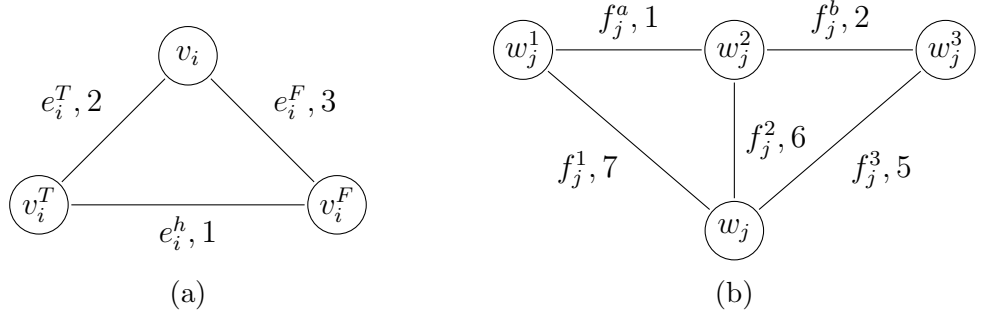 v_i
e_i^T, 2
e_i^F, 3
v_i^T
v_i^F
e_i^h, 1
(a)
f_j^a, 1
f_j^b, 2
w_j^1
w_j^2
w_j^3
f_j^1, 7
f_j^2, 6
f_j^3, 5
w_j
(b)